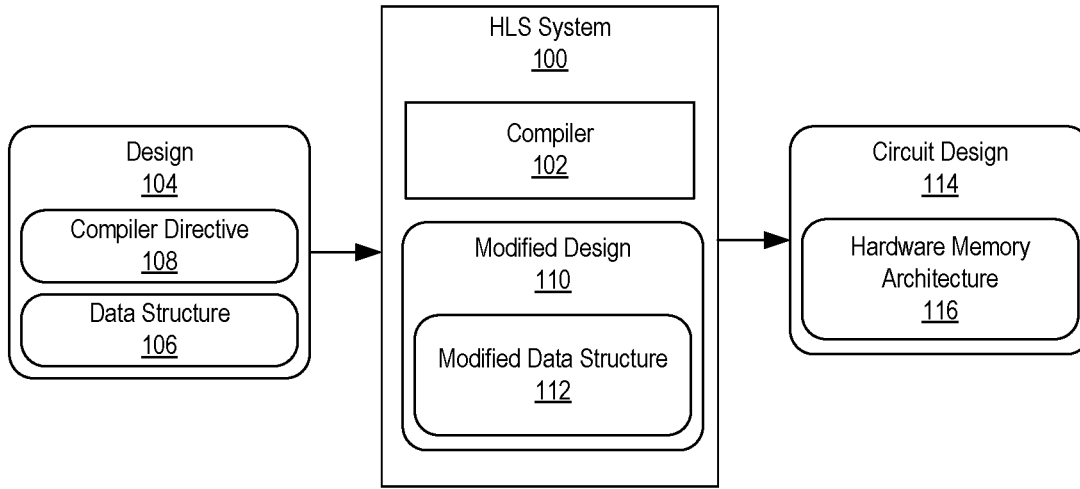 Design
104
Compiler Directive
108
Data Structure
106
HLS System
100
Compiler
102
Modified Design
110
Modified Data Structure
112
Circuit Design
114
Hardware Memory
Architecture
116